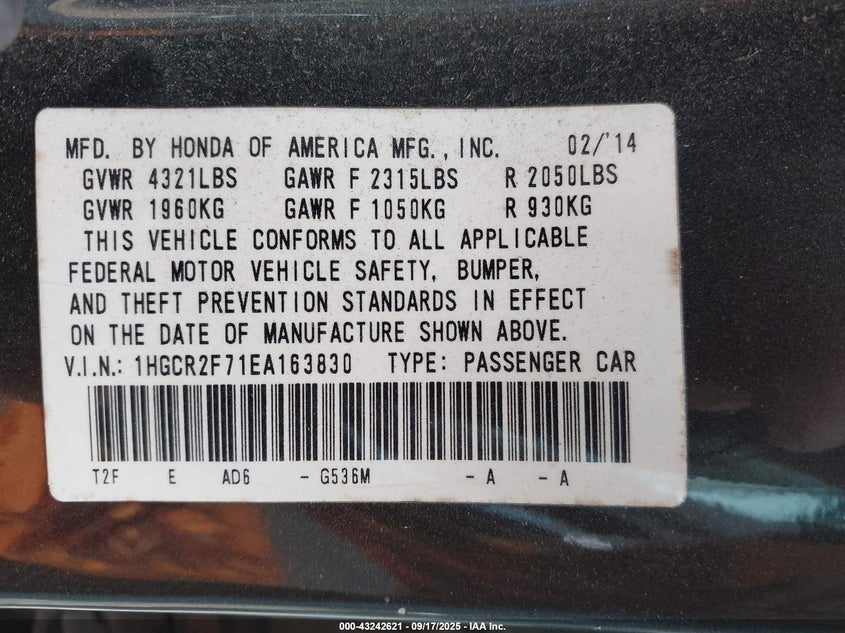 MFD. BY HONDA OF AMERICA MFG., INC. 02/'14
GVWR 4321LBS GAWR F 2315LBS R 2050LBS
GVWR 1960KG GAWR F 1050KG R 930KG
THIS VEHICLE CONFORMS TO ALL APPLICABLE
FEDERAL MOTOR VEHICLE SAFETY, BUMPER,
AND THEFT PREVENTION STANDARDS IN EFFECT
ON THE DATE OF MANUFACTURE SHOWN ABOVE.
V.I.N.: 1HGCR2F71EA163830 TYPE: PASSENGER CAR
T2F E AD6 - G536M - A - A
000-43242621 - 09/17/2025 - IAA Inc.